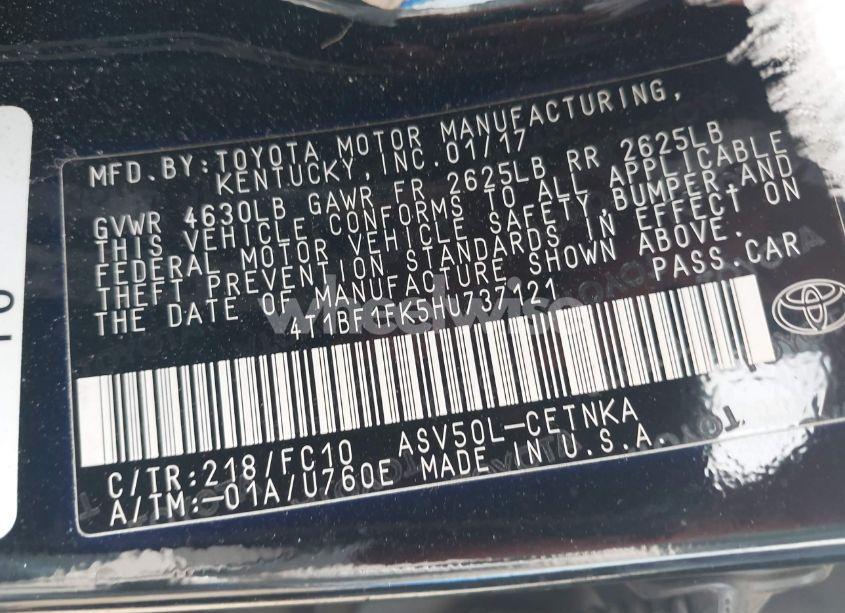 MFD.BY:TOYOTA MOTOR MANUFACTURING,
KENTUCKY,INC.01/17
GVWR 4630LB GAWR FR 2625LB RR 2625LB
THIS VEHICLE CONFORMS TO ALL APPLICABLE
FEDERAL MOTOR VEHICLE SAFETY,BUMPER,AND
THEFT PREVENTION STANDARDS IN EFFECT ON
THE DATE OF MANUFACTURE SHOWN ABOVE.
4T1BF1FK5HU737121 PASS.CAR
C/TR:218/FC10 ASV50L-CETNKA
A/TM:-01A/U760E MADE IN U.S.A.